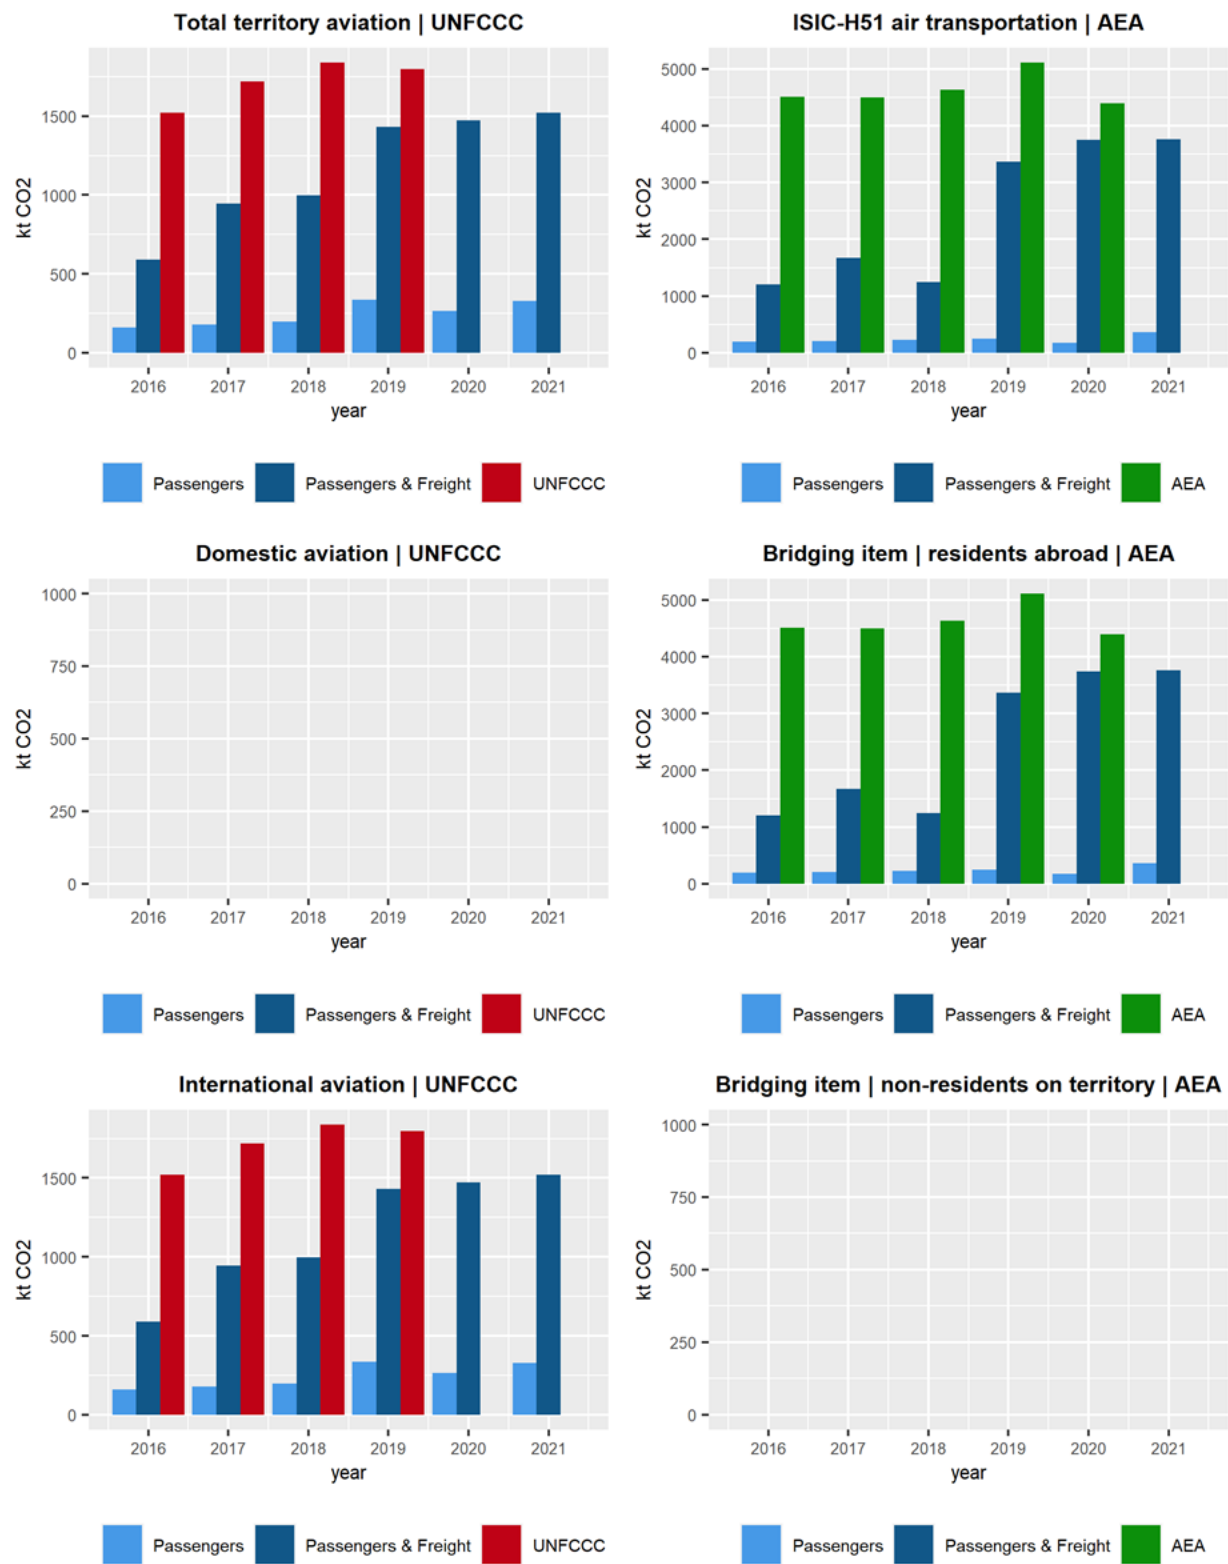 Total territory aviation | UNFCCC
kt CO2
1500
1000
500
0
2016 2017 2018 2019 2020 2021
year
Passengers Passengers & Freight UNFCCC
ISIC-H51 air transportation | AEA
kt CO2
5000
4000
3000
2000
1000
0
2016 2017 2018 2019 2020 2021
year
Passengers Passengers & Freight AEA
Domestic aviation | UNFCCC
kt CO2
1000
750
500
250
0
2016 2017 2018 2019 2020 2021
year
Passengers Passengers & Freight UNFCCC
Bridging item | residents abroad | AEA
kt CO2
5000
4000
3000
2000
1000
0
2016 2017 2018 2019 2020 2021
year
Passengers Passengers & Freight AEA
International aviation | UNFCCC
kt CO2
1500
1000
500
0
2016 2017 2018 2019 2020 2021
year
Passengers Passengers & Freight UNFCCC
Bridging item | non-residents on territory | AEA
kt CO2
1000
750
500
250
0
2016 2017 2018 2019 2020 2021
year
Passengers Passengers & Freight AEA